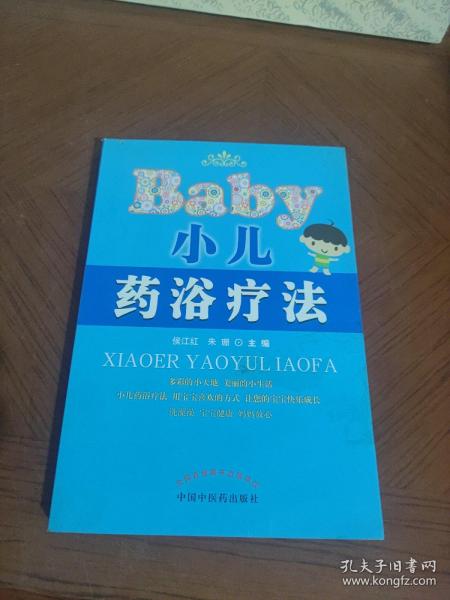 Baby
小儿
药浴疗法
侯江红 朱珊 ⊙ 主编
XIAOER YAOYULIAOFA
多彩的小天地 美丽的小生活
小儿药浴疗法 用宝宝喜欢的方式 让您的宝宝快乐成长
洗澡澡 宝宝健康 妈妈放心
中国中医药出版社
孔夫子旧书网
www.kongfz.com